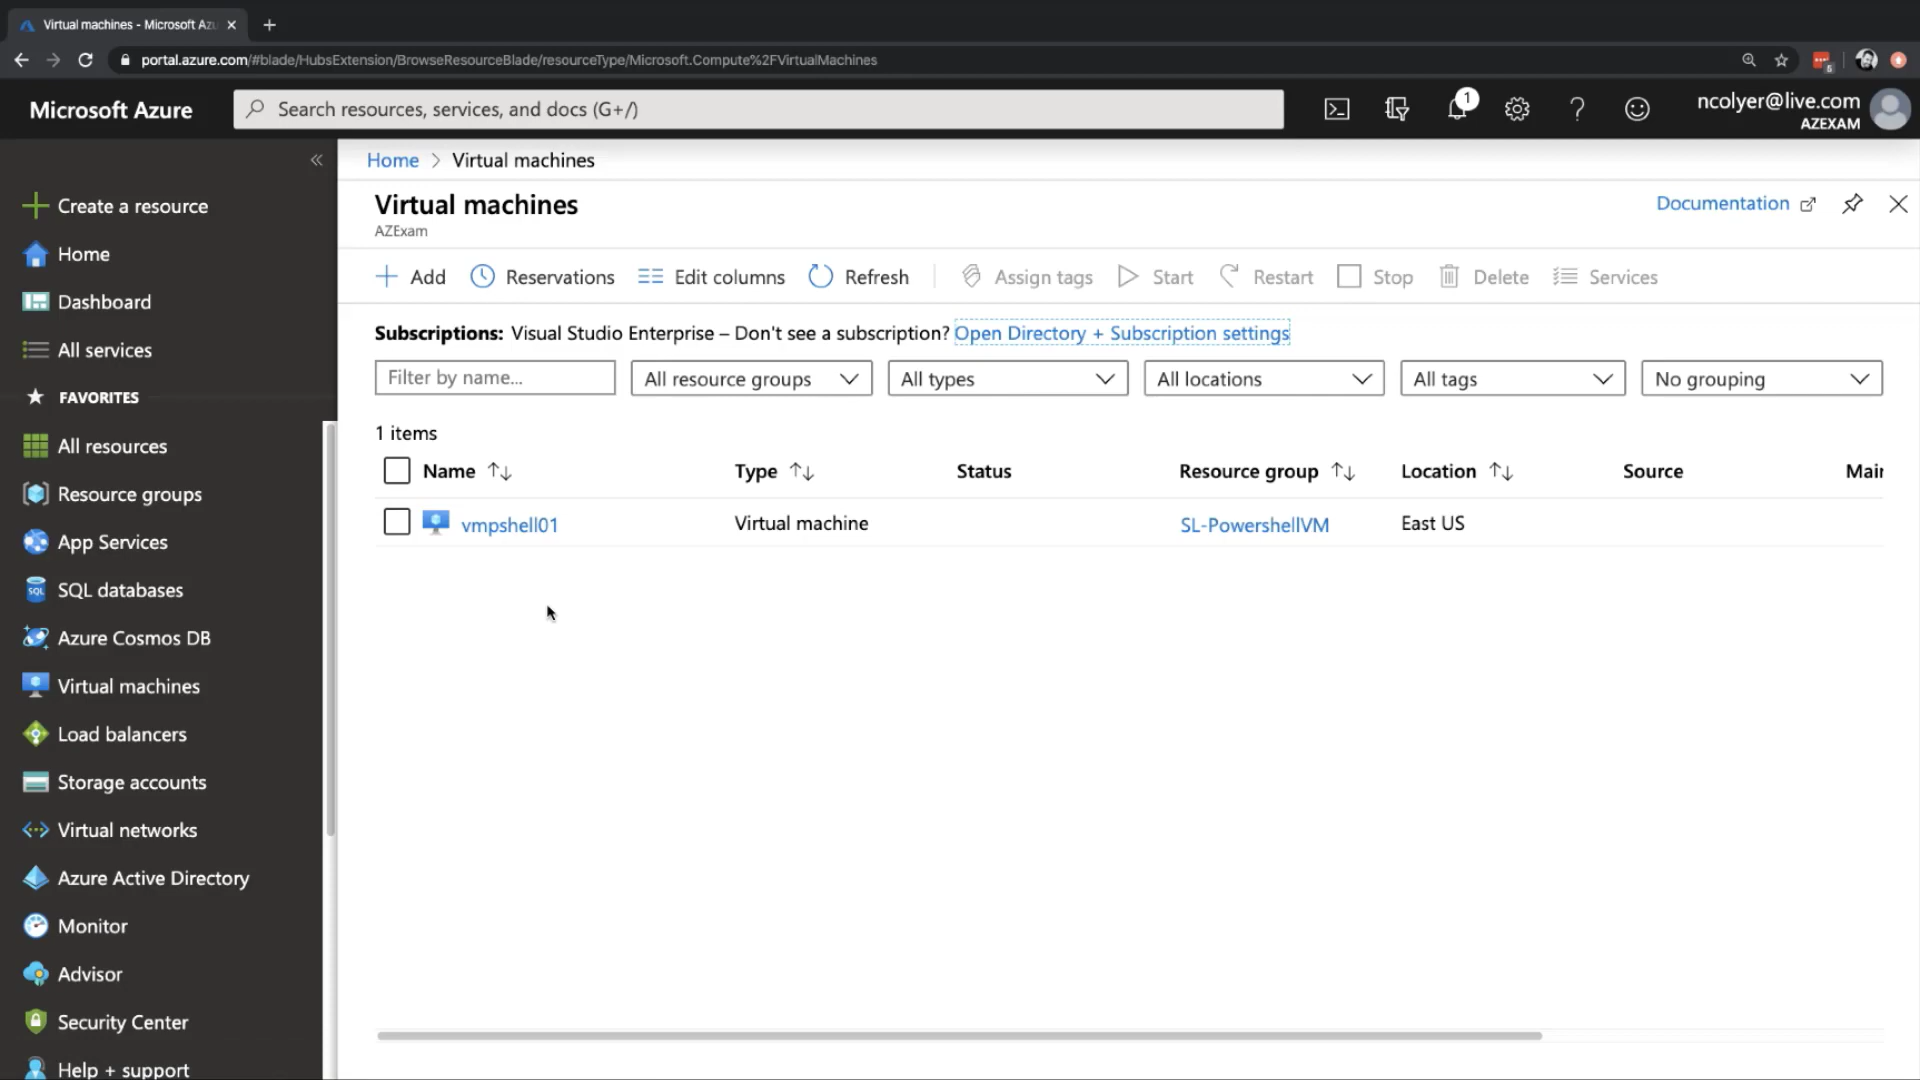 Virtual machines - Microsoft Azu
portal.azure.com/#blade/HubsExtension/BrowseResourceBlade/resourceType/Microsoft.Compute%2FVirtualMachines
Microsoft Azure
Search resources, services, and docs (G+/)
1
ncolyer@live.com
AZEXAM
Create a resource
Home
Dashboard
All services
FAVORITES
All resources
Resource groups
App Services
SQL databases
Azure Cosmos DB
Virtual machines
Load balancers
Storage accounts
Virtual networks
Azure Active Directory
Monitor
Advisor
Security Center
Help + support
Home > Virtual machines
Virtual machines
AZExam
Documentation
Add Reservations Edit columns Refresh Assign tags Start Restart Stop Delete Services
Subscriptions: Visual Studio Enterprise – Don't see a subscription? Open Directory + Subscription settings
Filter by name... All resource groups All types All locations All tags No grouping
1 items
Name Type Status Resource group Location Source Mair
vmpshell01 Virtual machine SL-PowershellVM East US